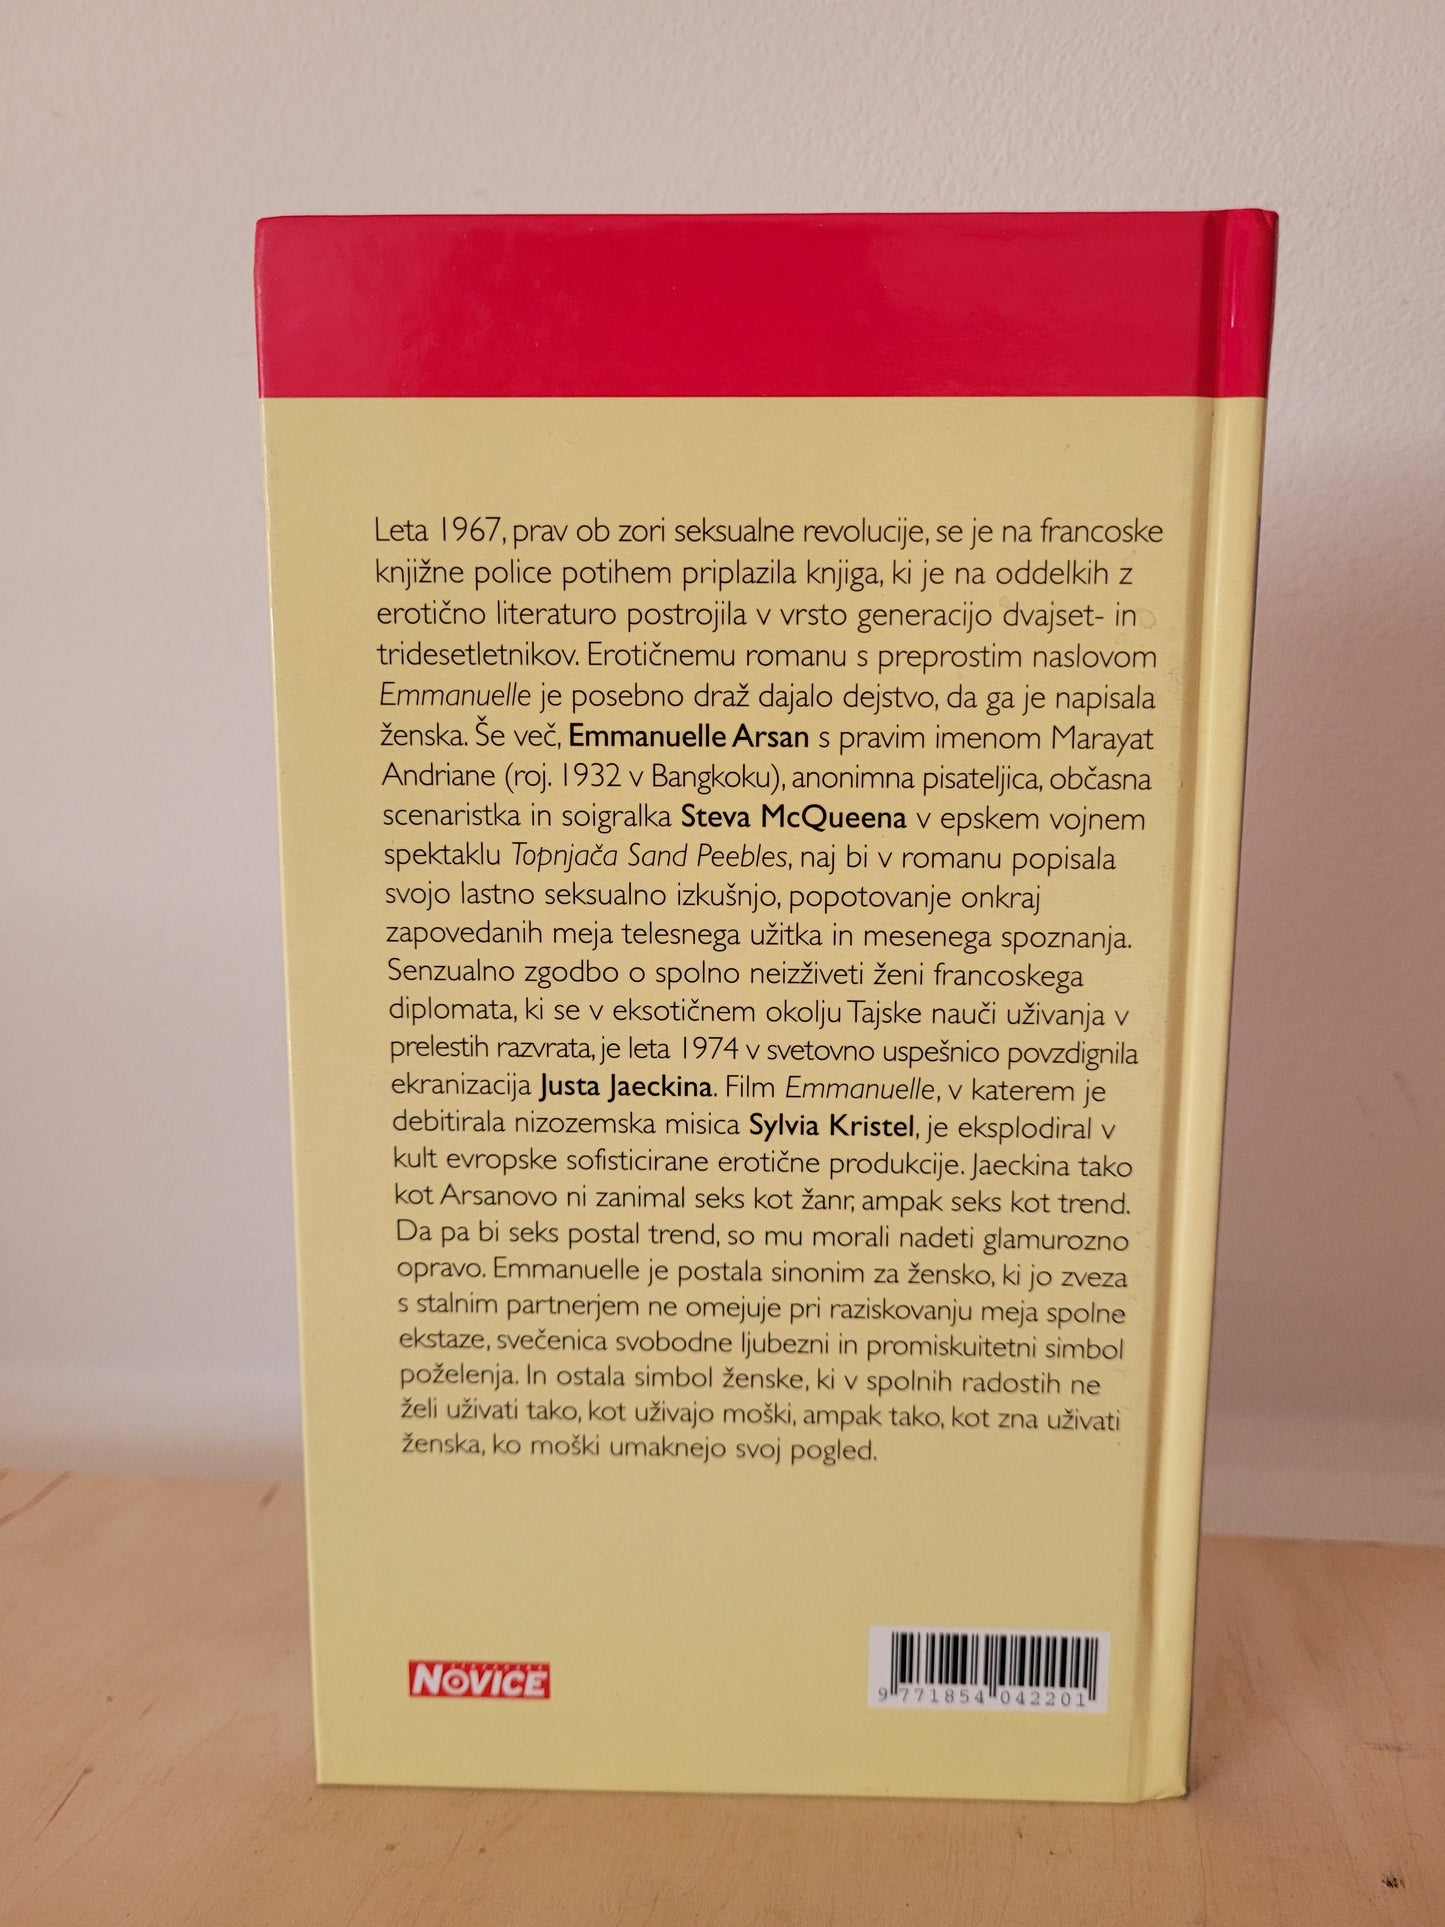 Leta 1967, prav ob zori seksualne revolucije, se je na francoske
knjižne police potihem priplazila knjiga, ki je na oddelkih z
erotično literaturo postrojila v vrsto generacijo dvajset- in
tridesetletnikov. Erotičnemu romanu s preprostim naslovom
Emmanuelle je posebno draž dajalo dejstvo, da ga je napisala
ženska. Še več, Emmanuelle Arsan s pravim imenom Marayat
Andriane (roj. 1932 v Bangkoku), anonimna pisateljica, občasna
scenaristka in soigralka Steva McQueena v epskem vojnem
spektaklu Topnjača Sand Peebles, naj bi v romanu popisala
svojo lastno seksualno izkušnjo, popotovanje onkraj
zapovedanih meja telesnega užitka in mesenega spoznanja.
Senzualno zgodbo o spolno neizživeti ženi francoskega
diplomata, ki se v eksotičnem okolju Tajske nauči uživanja v
prelestih razvrata, je leta 1974 v svetovno uspešnico povzdignila
ekranizacija Justa Jaeckina. Film Emmanuelle, v katerem je
debitirala nizozemska misica Sylvia Kristel, je eksplodiral v
kult evropske sofisticirane erotične produkcije. Jaeckina tako
kot Arsanovo ni zanimal seks kot žanr, ampak seks kot trend.
Da pa bi seks postal trend, so mu morali nadeti glamurozno
opravo. Emmanuelle je postala sinonim za žensko, ki jo zveza
s stalnim partnerjem ne omejuje pri raziskovanju meja spolne
ekstaze, svečenica svobodne ljubezni in promiskuitetni simbol
poželenja. In ostala simbol ženske, ki v spolnih radostih ne
želi uživati tako, kot uživajo moški, ampak tako, kot zna uživati
ženska, ko moški umaknejo svoj pogled.
NOVICE
9 771854 042201